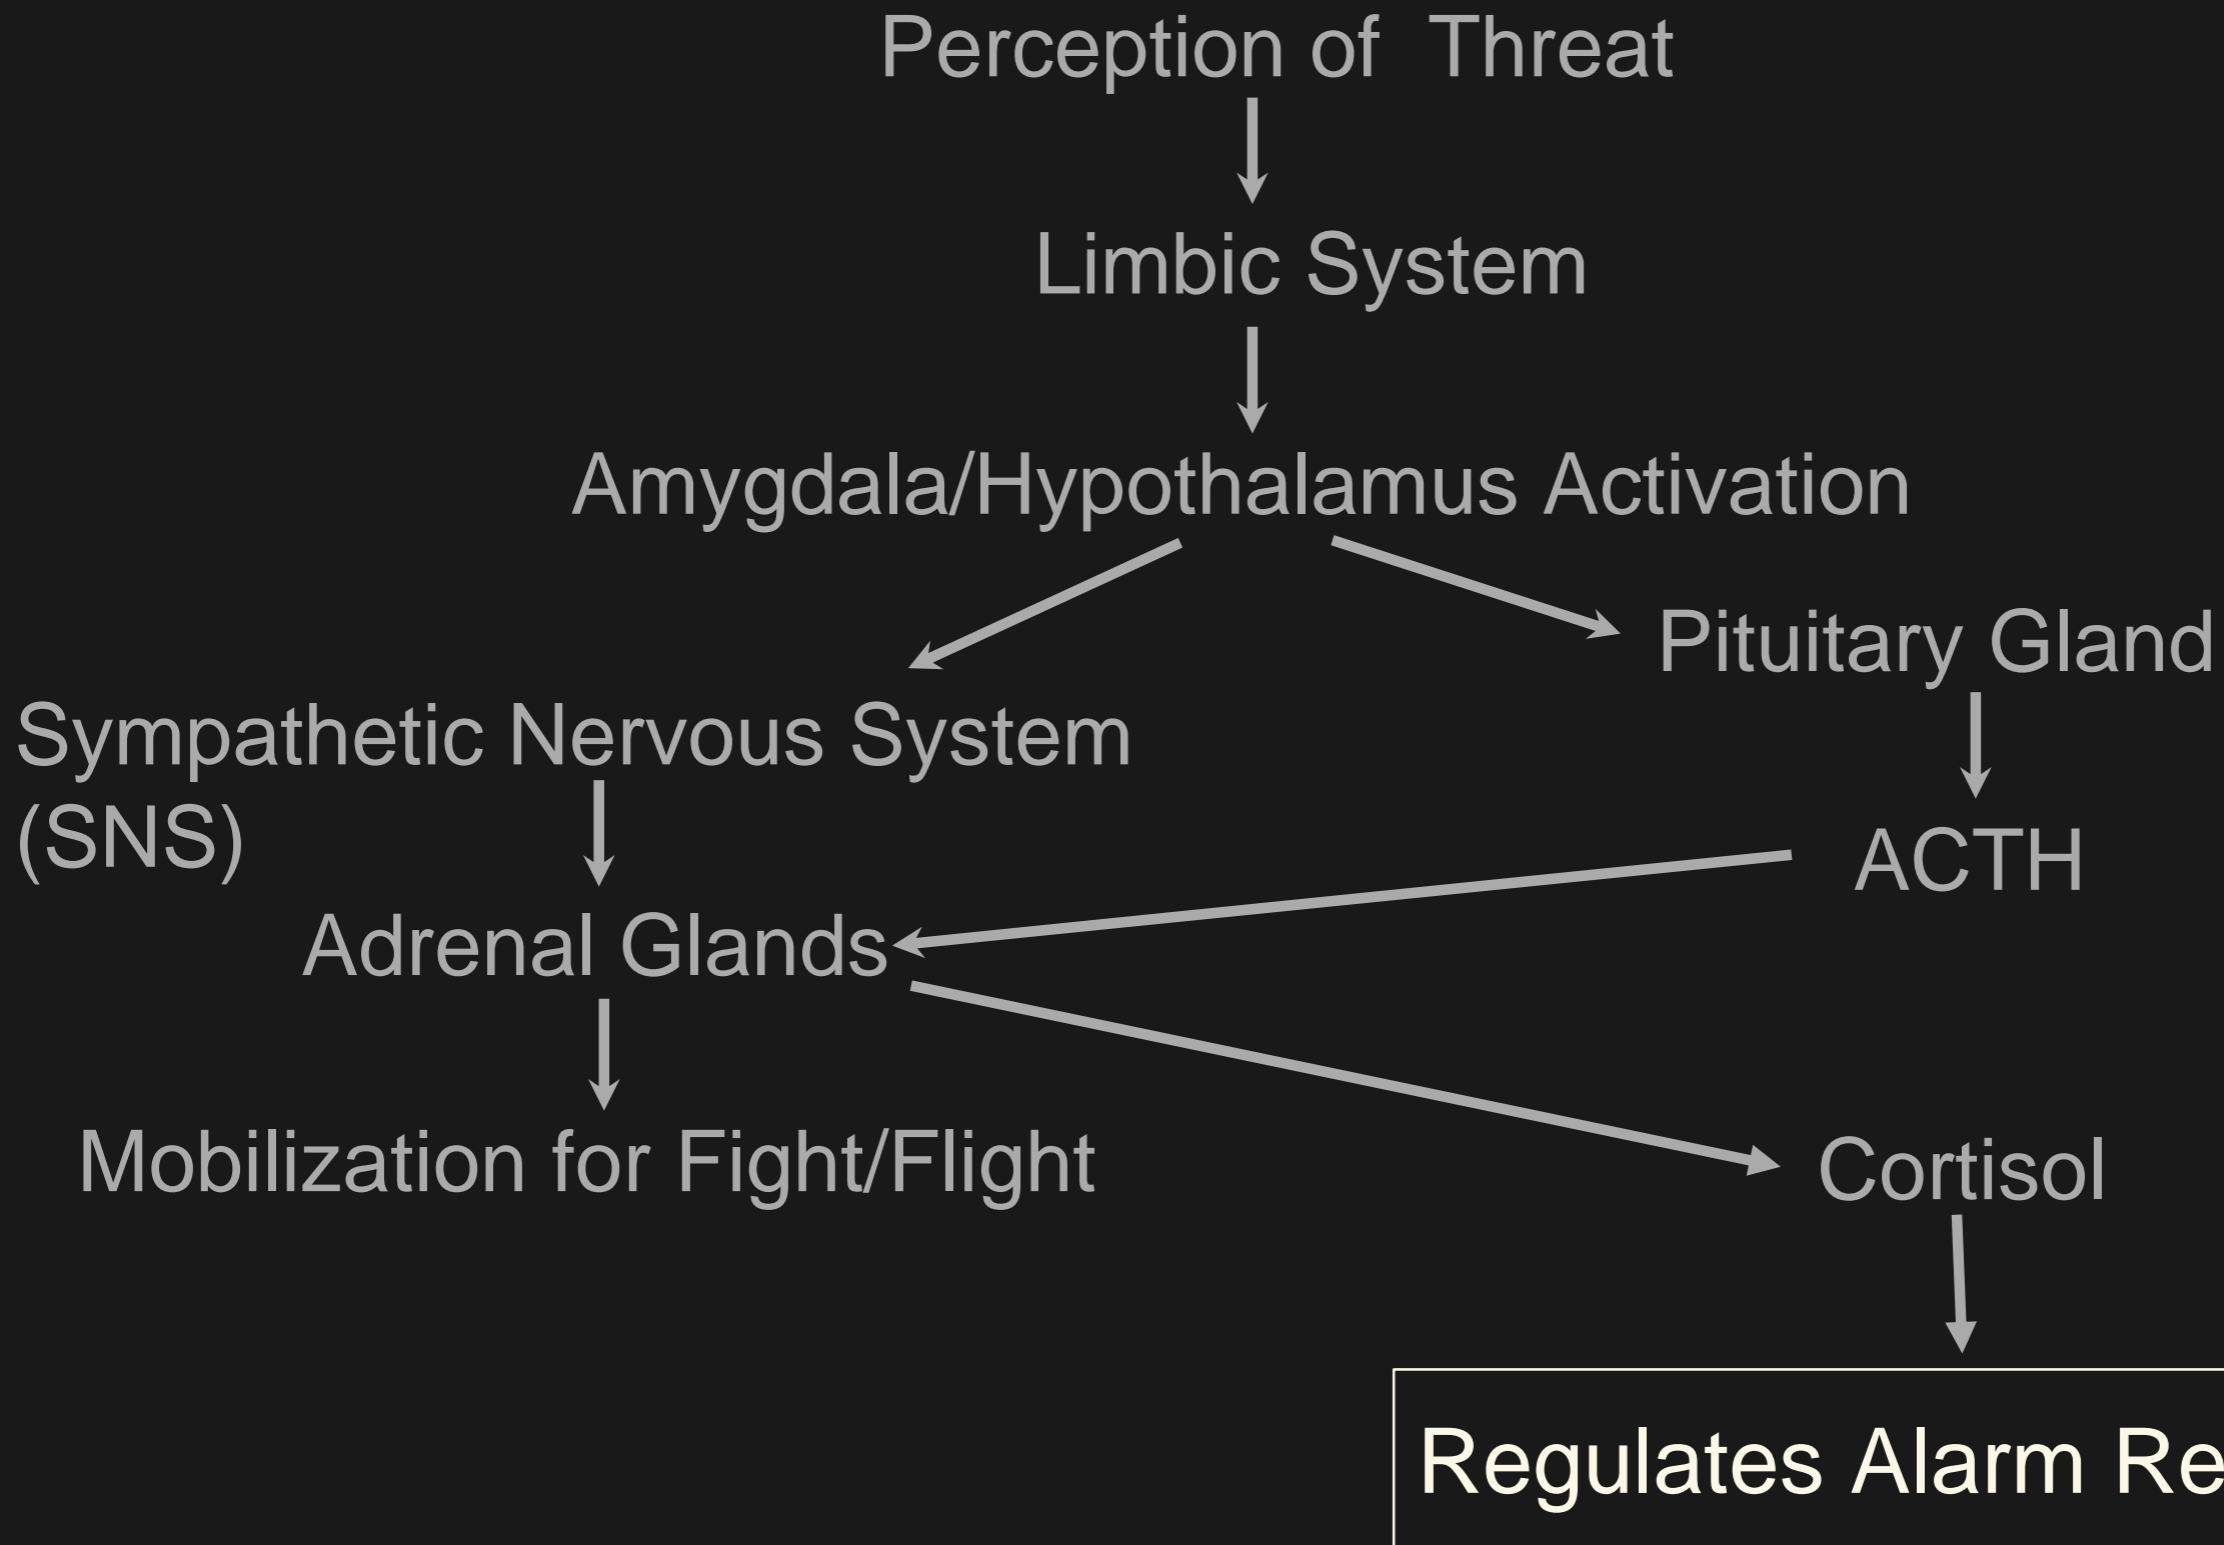 Perception of Threat
Limbic System
Amygdala/Hypothalamus Activation
Pituitary Gland
Sympathetic Nervous System
(SNS)
ACTH
Adrenal Glands
Mobilization for Fight/Flight
Cortisol
Regulates Alarm